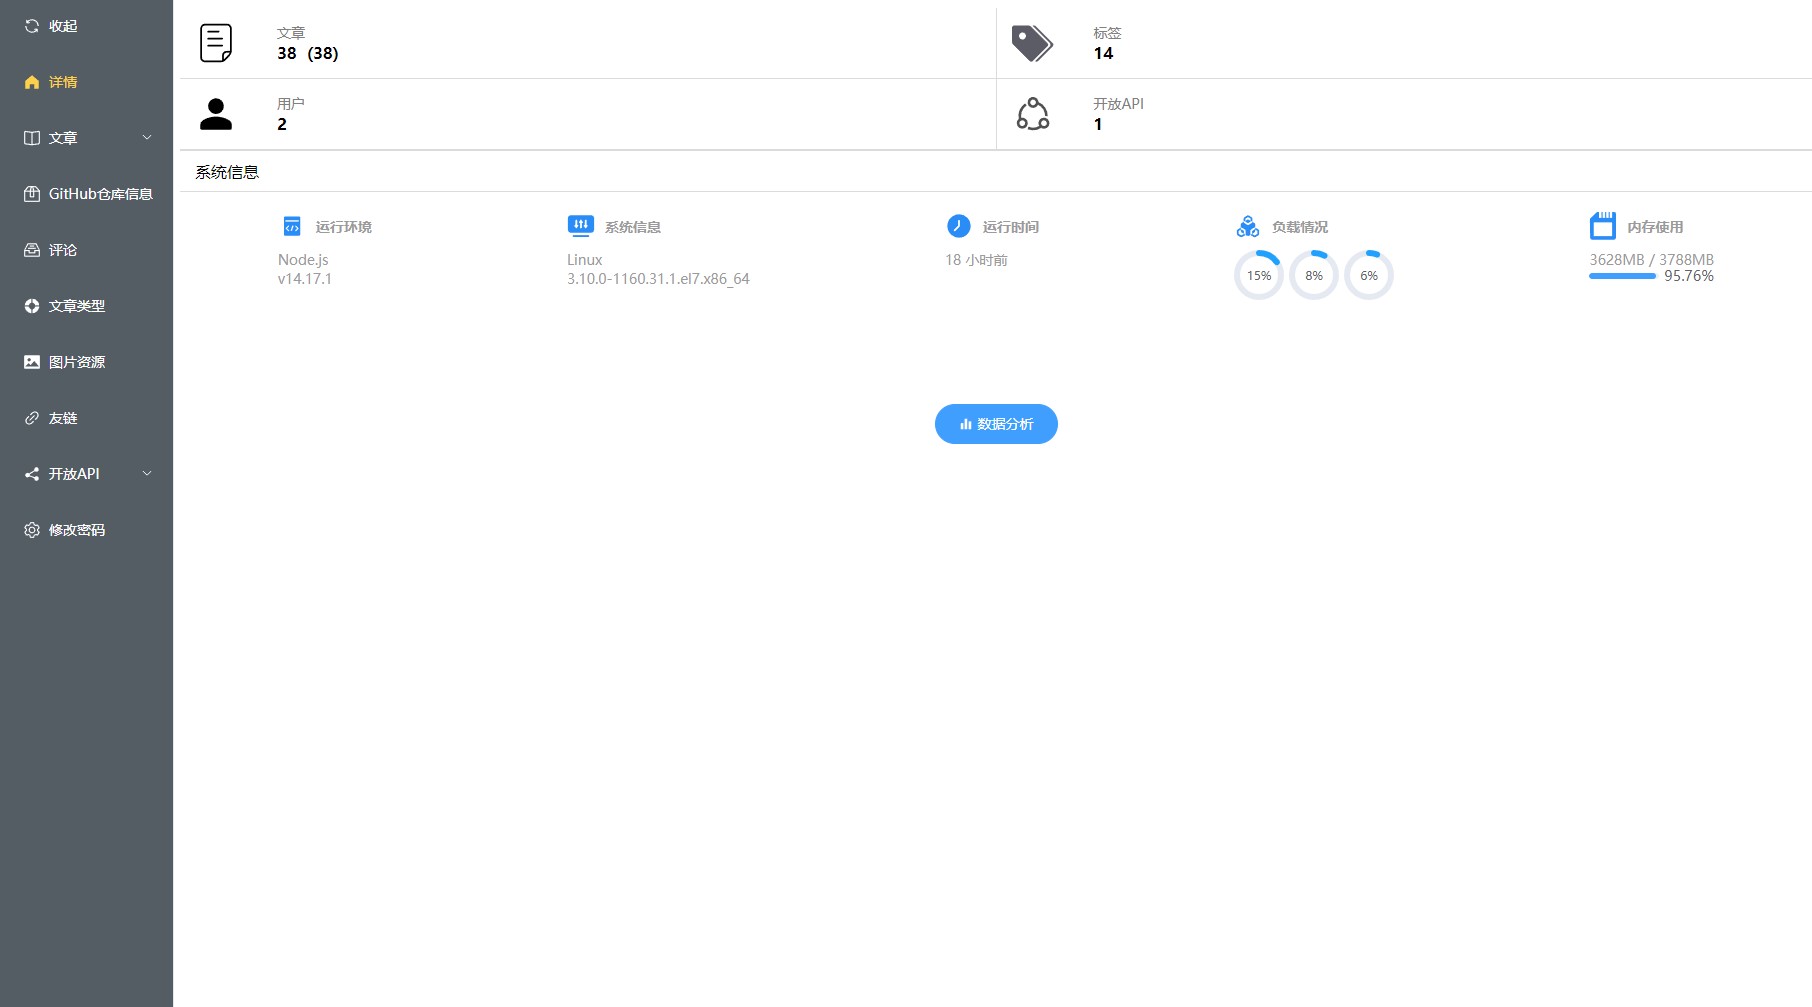 收起
详情
文章
GitHub仓库信息
评论
文章类型
图片资源
友链
开放API
修改密码
文章
38  (38)
标签
14
用户
2
开放API
1
系统信息
运行环境
Node.js
v14.17.1
系统信息
Linux
3.10.0-1160.31.1.el7.x86_64
运行时间
18 小时前
负载情况
15% 8% 6%
内存使用
3628MB / 3788MB
95.76%
数据分析